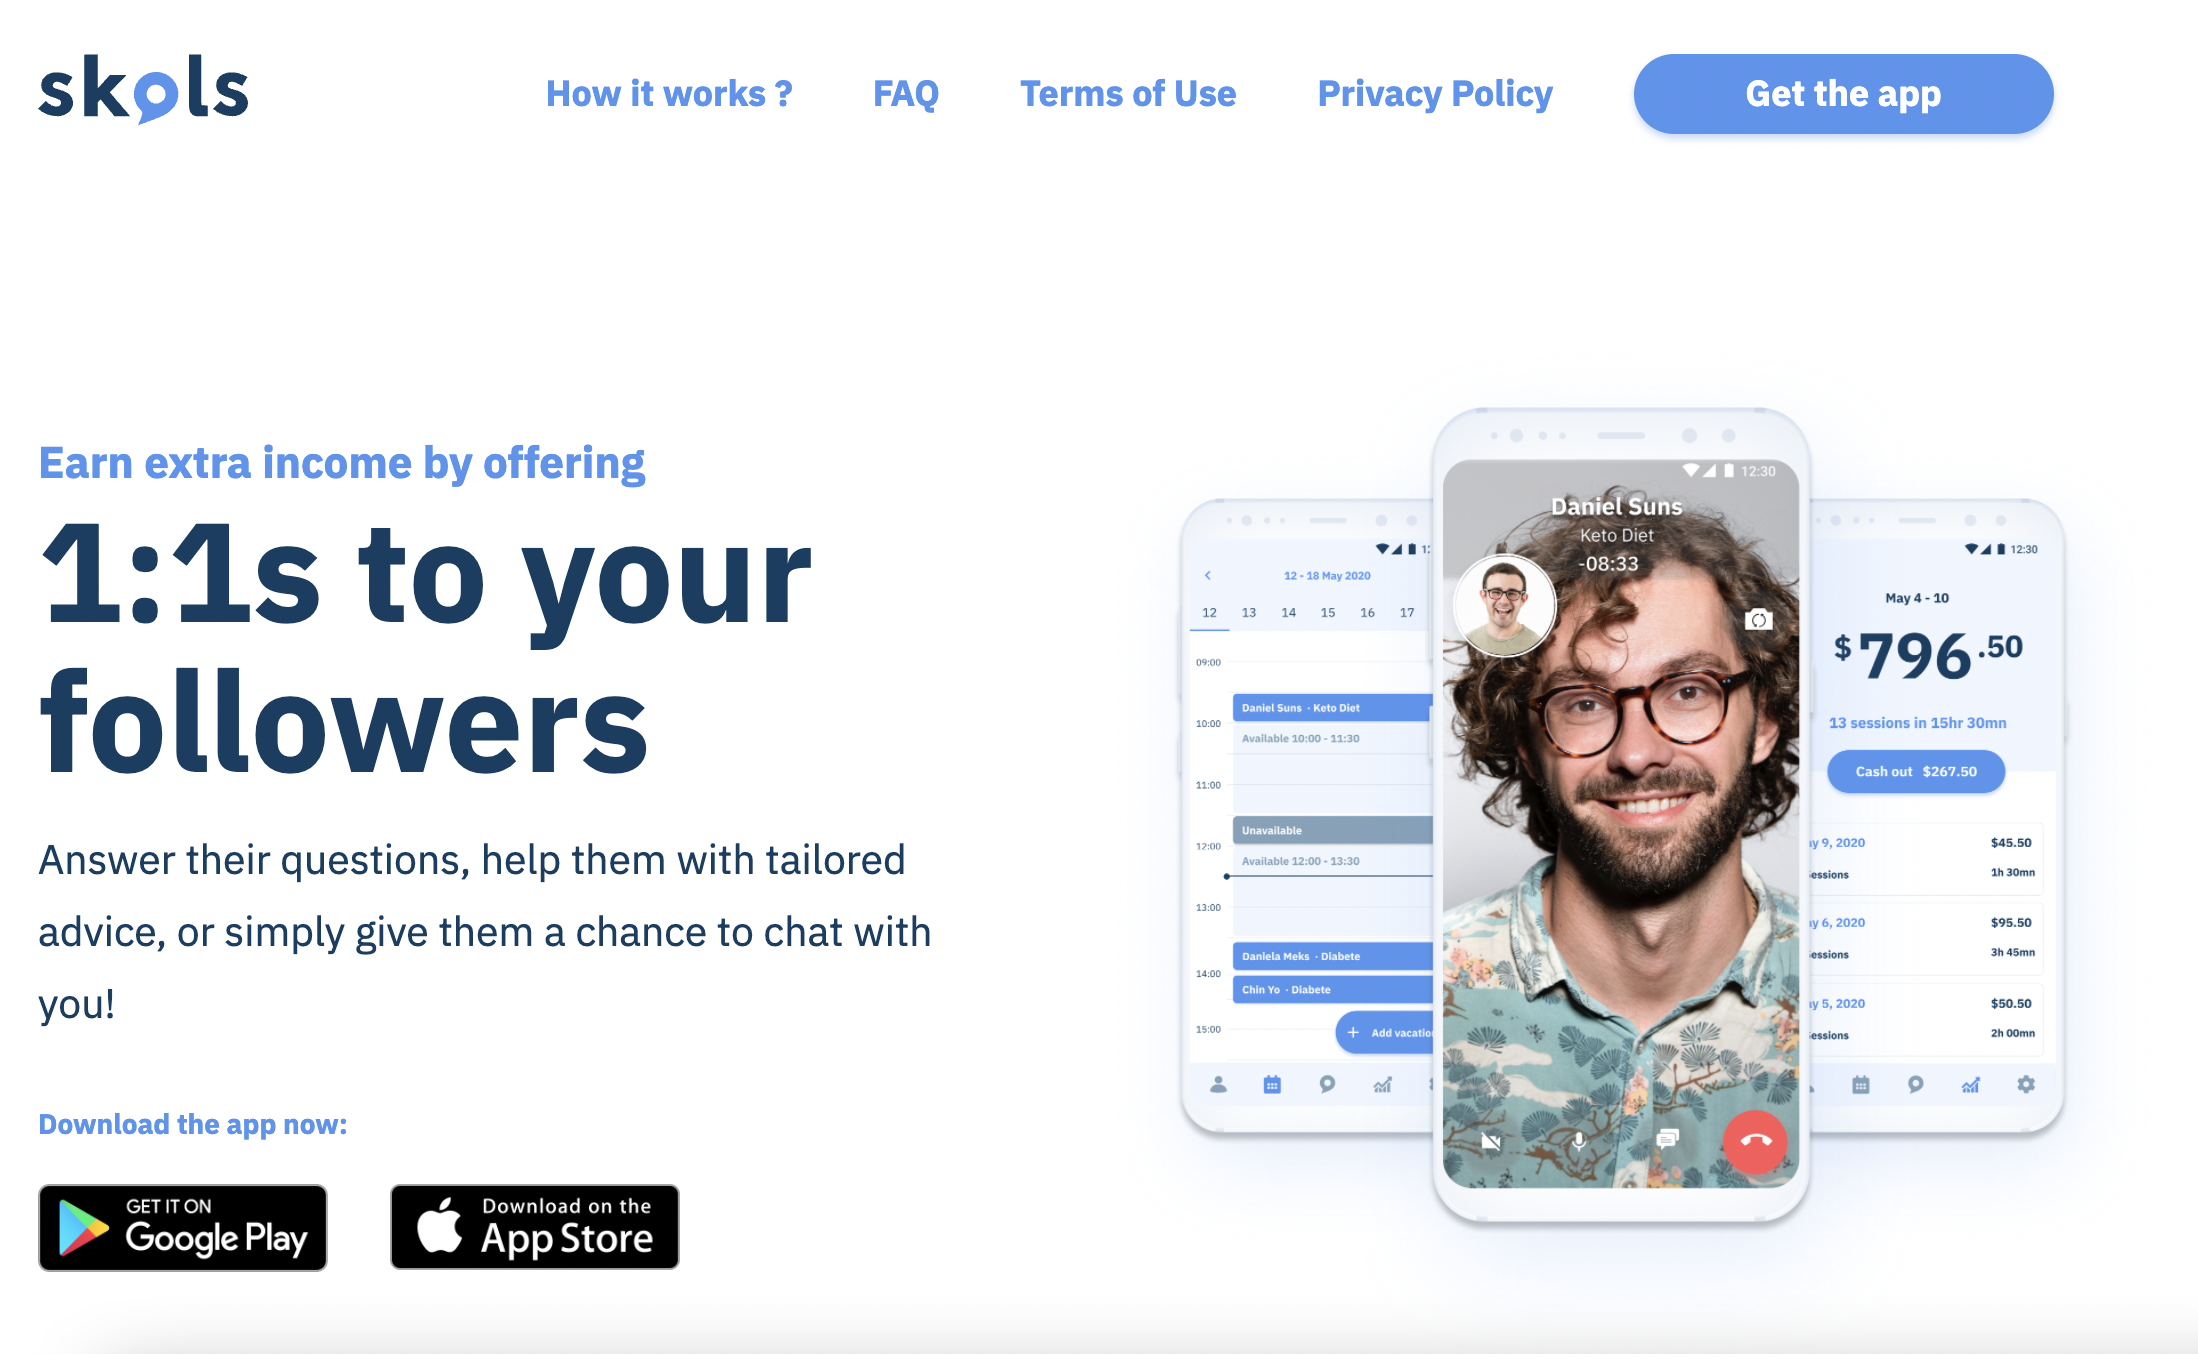 skols
How it works ?
FAQ
Terms of Use
Privacy Policy
Get the app
Earn extra income by offering
1:1s to your
followers
Answer their questions, help them with tailored
advice, or simply give them a chance to chat with
you!
Download the app now:
GET IT ON
Google Play
Download on the
App Store
12 - 18 May 2020
12 13 14 15 16 17
09:00
Daniel Suns · Keto Diet
10:00
Available 10:00 - 11:30
11:00
Unavailable
12:00
Available 12:00 - 13:30
13:00
Daniela Meks · Diabete
14:00
Chin Yo · Diabete
15:00
+ Add vacatio
12:30
Daniel Suns
Keto Diet
-08:33
12:30
May 4 - 10
$796.50
13 sessions in 15hr 30mn
Cash out $267.50
ay 9, 2020 $45.50
essions 1h 30mn
ay 6, 2020 $95.50
essions 3h 45mn
ay 5, 2020 $50.50
essions 2h 00mn